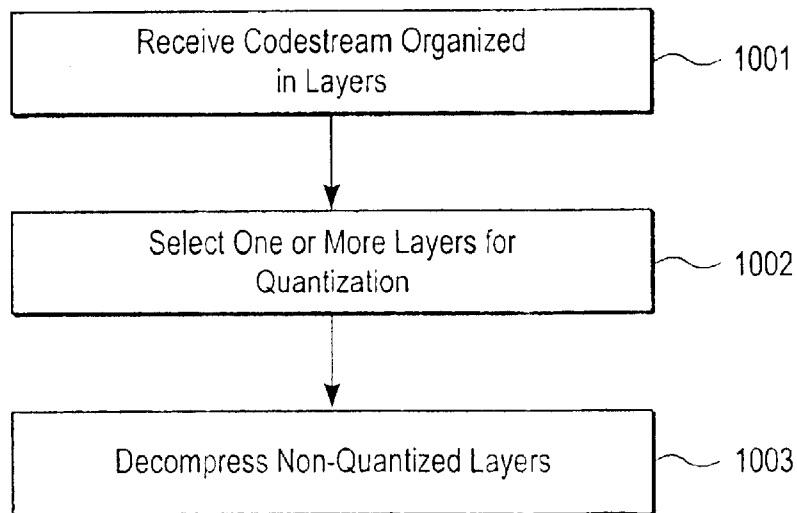 Receive Codestream Organized
in Layers
1001
Select One or More Layers for
Quantization
1002
Decompress Non-Quantized Layers
1003